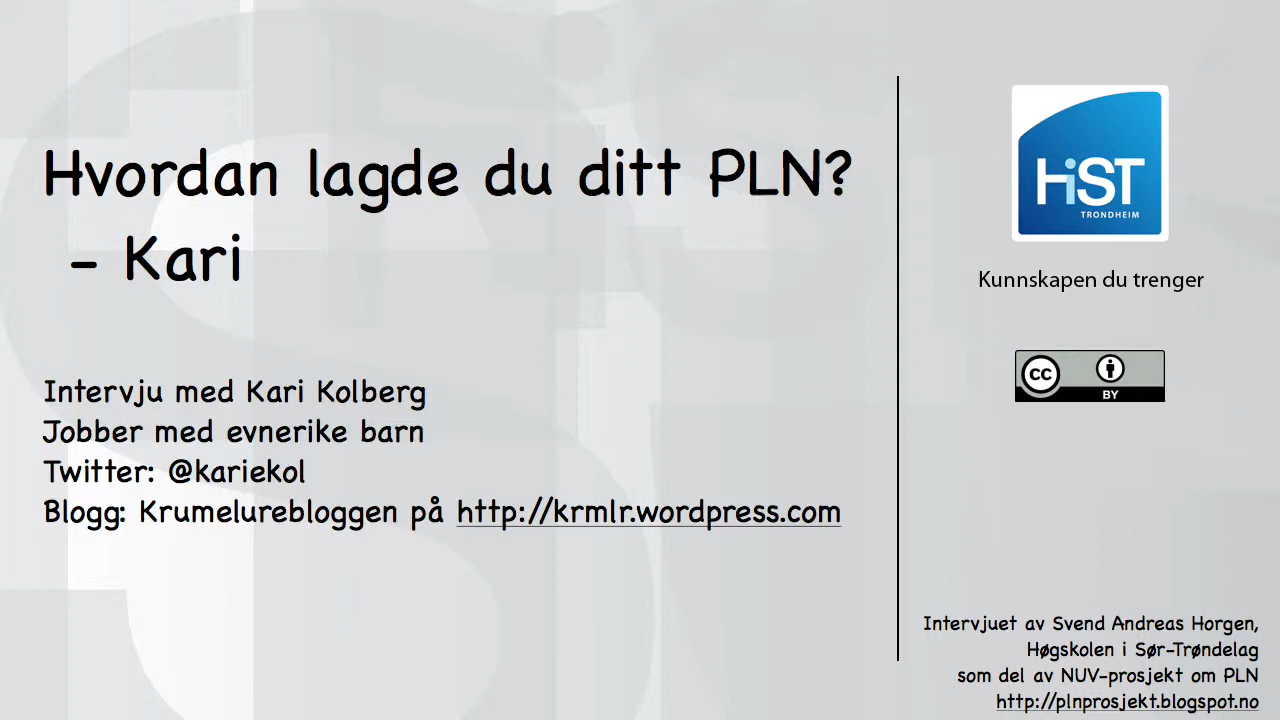 Hvordan lagde du ditt PLN?
- Kari
Intervju med Kari Kolberg
Jobber med evnerike barn
Twitter: @kariekol
Blogg: Krumelurebloggen på http://krmlr.wordpress.com
HiST
TRONDHEIM
Kunnskapen du trenger
CC
BY
Intervjuet av Svend Andreas Horgen,
Høgskolen i Sør-Trøndelag
som del av NUV-prosjekt om PLN
http://plnprosjekt.blogspot.no